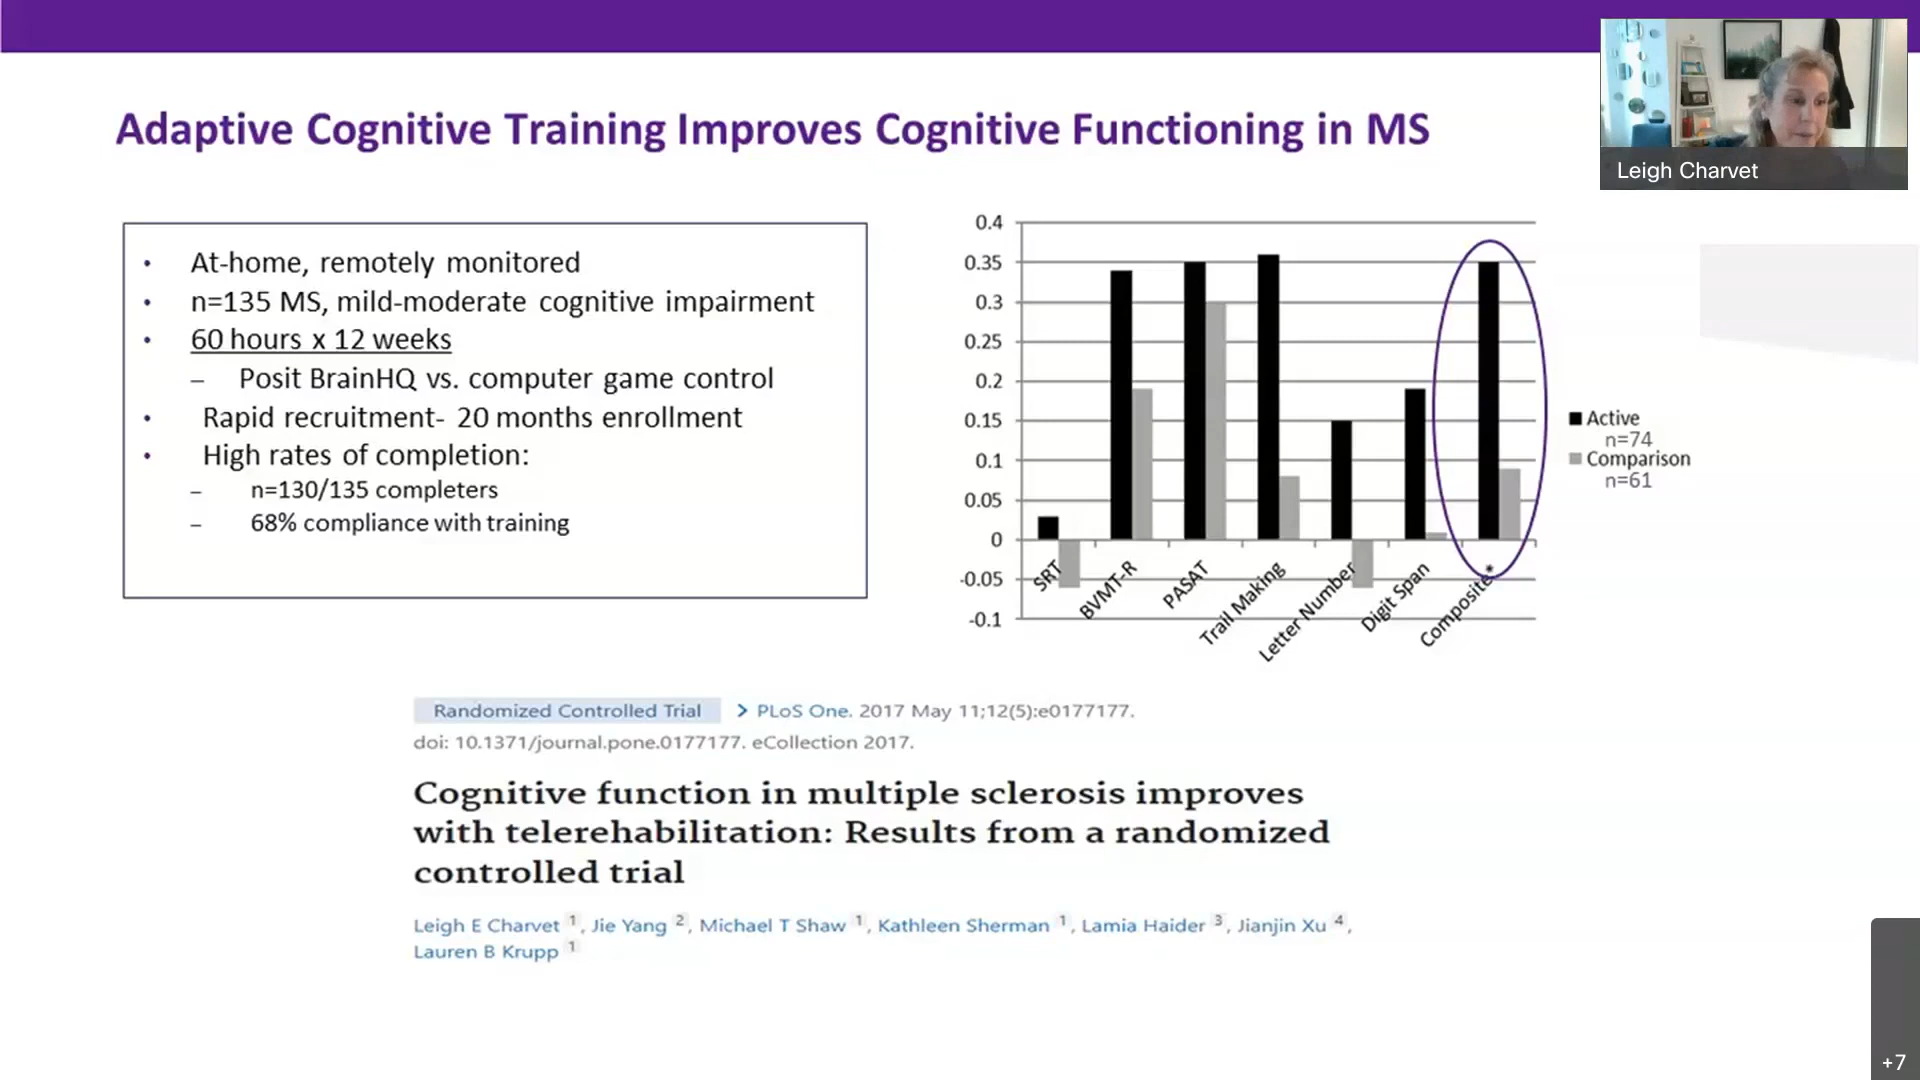 Leigh Charvet
Adaptive Cognitive Training Improves Cognitive Functioning in MS
• At-home, remotely monitored
• n=135 MS, mild-moderate cognitive impairment
• 60 hours x 12 weeks
– Posit BrainHQ vs. computer game control
• Rapid recruitment- 20 months enrollment
• High rates of completion:
– n=130/135 completers
– 68% compliance with training
0.4
0.35
0.3
0.25
0.2
0.15
0.1
0.05
0
-0.05
-0.1
SRT
BVMT-R
PASAT
Trail Making
Letter Number
Digit Span
Composite*
Active
n=74
Comparison
n=61
Randomized Controlled Trial > PLoS One. 2017 May 11;12(5):e0177177.
doi: 10.1371/journal.pone.0177177. eCollection 2017.
Cognitive function in multiple sclerosis improves
with telerehabilitation: Results from a randomized
controlled trial
Leigh E Charvet 1, Jie Yang 2, Michael T Shaw 1, Kathleen Sherman 1, Lamia Haider 3, Jianjin Xu 4,
Lauren B Krupp 1
+7